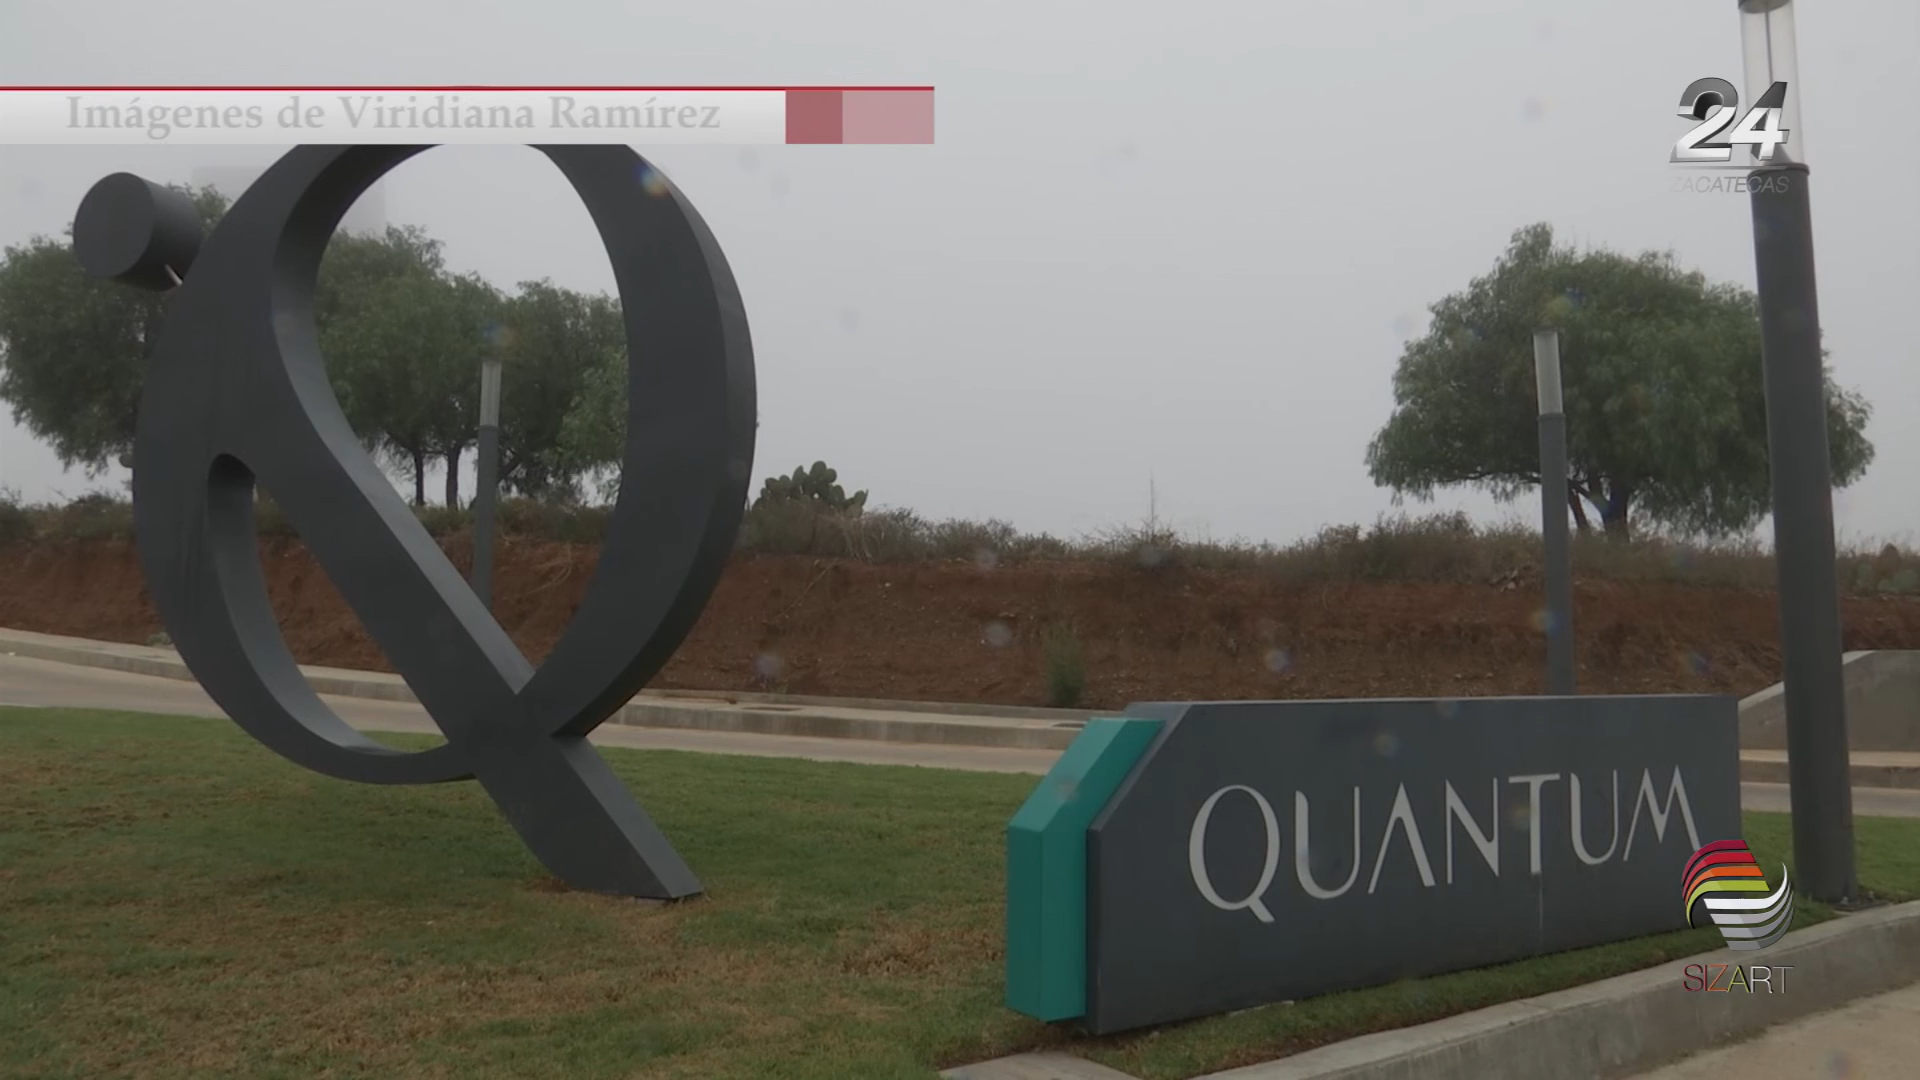 Imágenes de Viridiana Ramírez
24
ZACATECAS
QUANTUM
SIZART